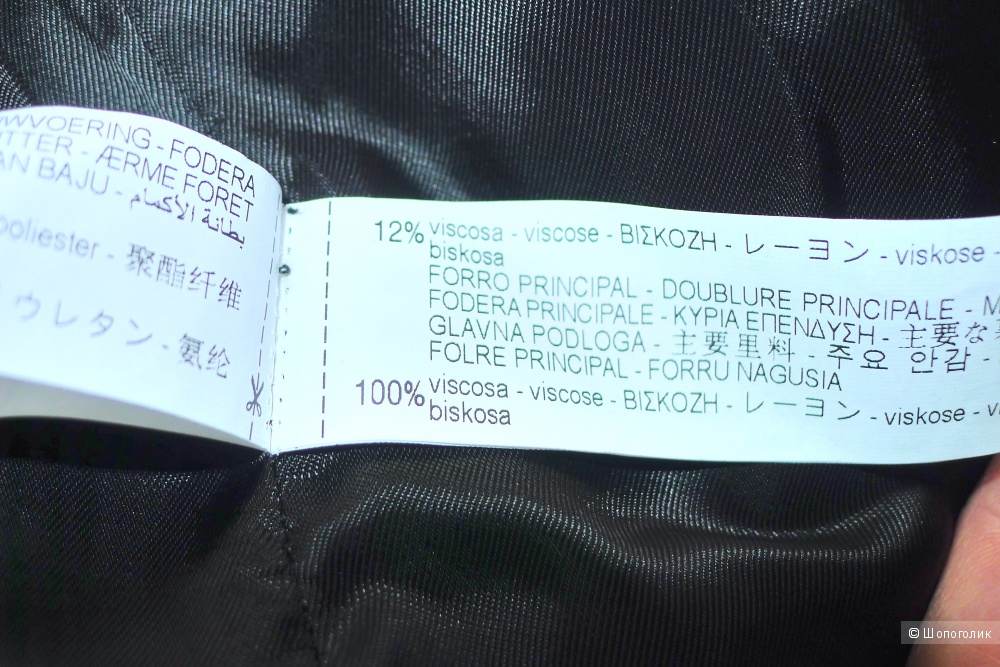 FODERA
ÆRME FORET
BAJU - بطانة الأكمام
poliester - 聚酯纤维
ウレタン - 氨纶
12% viscosa - viscose - ΒΙΣΚΟΖΗ - レーヨン - viskose -
biskosa
FORRO PRINCIPAL - DOUBLURE PRINCIPALE -
FODERA PRINCIPALE - ΚΥΡΙΑ ΕΠΕΝΔΥΣΗ - 主要な
GLAVNA PODLOGA - 主要里料 - 주요 안감 -
FOLRE PRINCIPAL - FORRU NAGUSIA
100% viscosa - viscose - ΒΙΣΚΟΖΗ - レーヨン - viskose -
biskosa
© Шопоголик